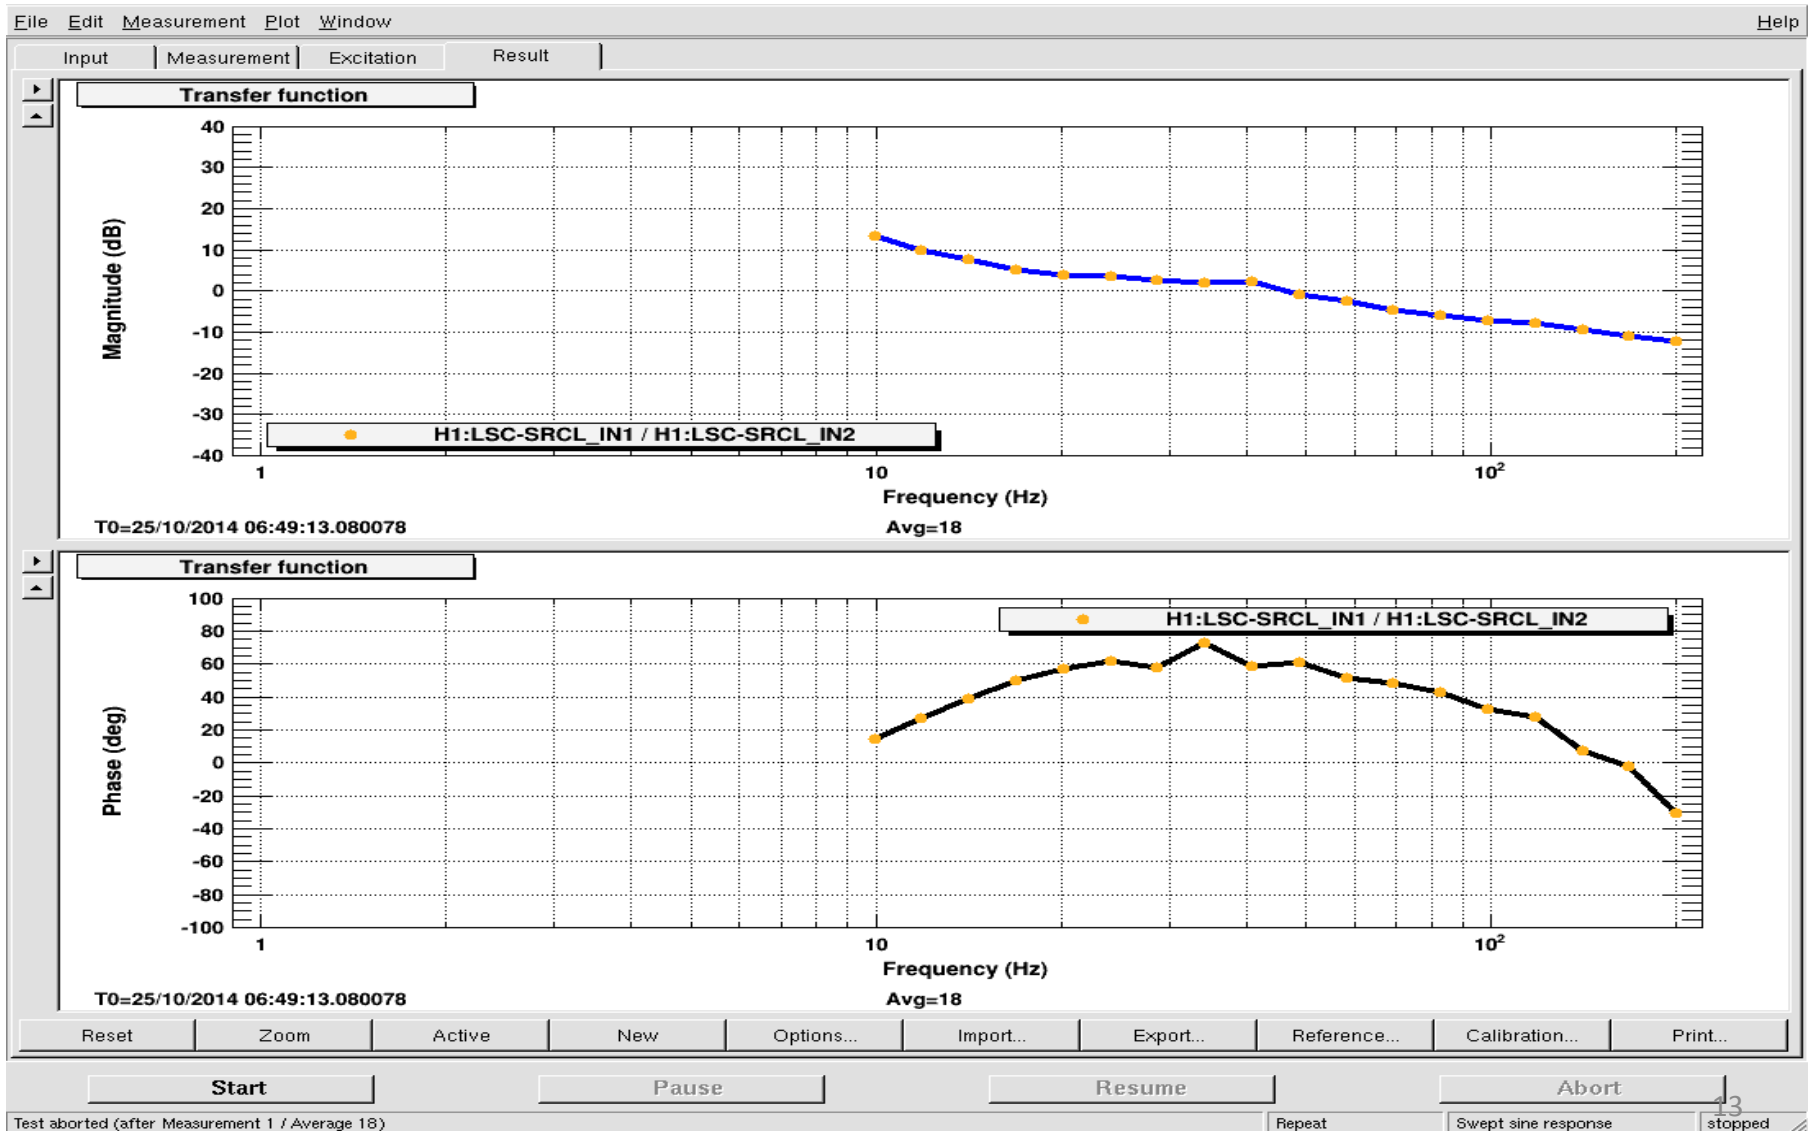 File Edit Measurement Plot Window Help
Input Measurement Excitation Result
Transfer function
40
30
20
10
0
-10
-20
-30
-40
Magnitude (dB)
H1:LSC-SRCL_IN1 / H1:LSC-SRCL_IN2
1 10 10²
Frequency (Hz)
T0=25/10/2014 06:49:13.080078 Avg=18
Transfer function
100
80
60
40
20
0
-20
-40
-60
-80
-100
Phase (deg)
H1:LSC-SRCL_IN1 / H1:LSC-SRCL_IN2
1 10 10²
Frequency (Hz)
T0=25/10/2014 06:49:13.080078 Avg=18
Reset Zoom Active New Options... Import... Export... Reference... Calibration... Print...
Start Pause Resume Abort
13
Test aborted (after Measurement 1 / Average 18) Repeat Swept sine response stopped